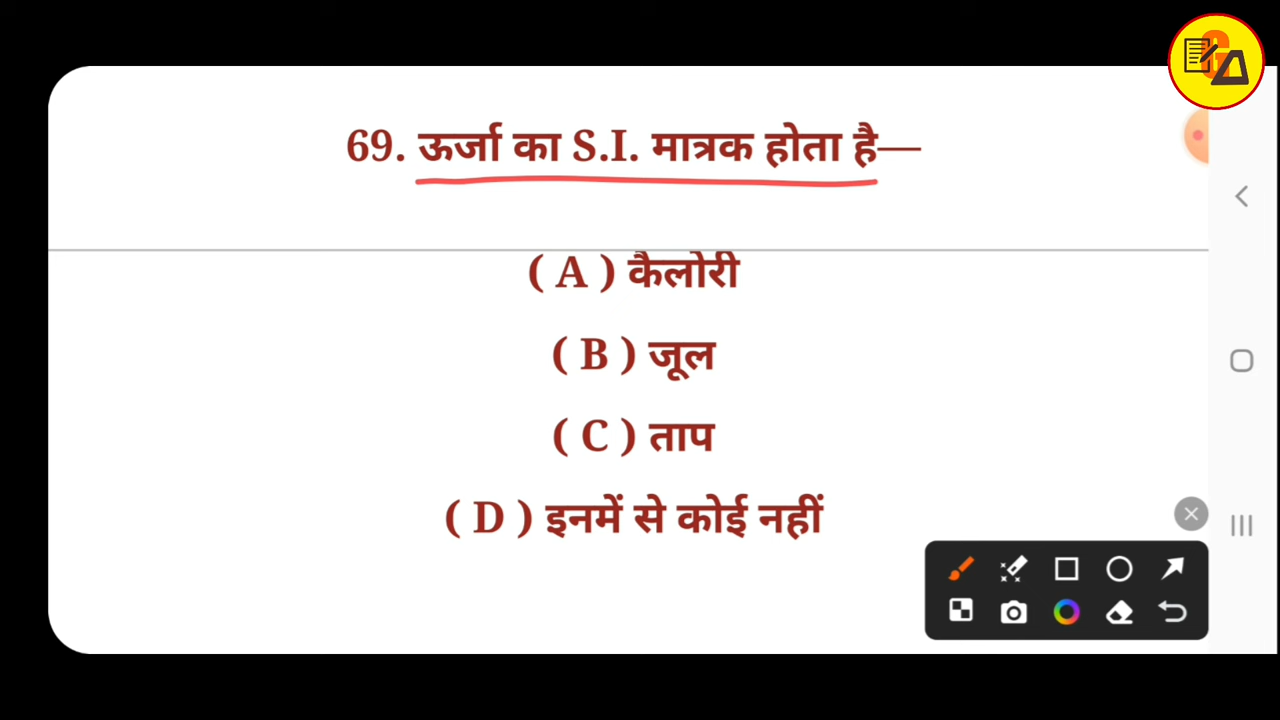 69. ऊर्जा का S.I. मात्रक होता है—
( A ) कैलोरी
( B ) जूल
( C ) ताप
( D ) इनमें से कोई नहीं